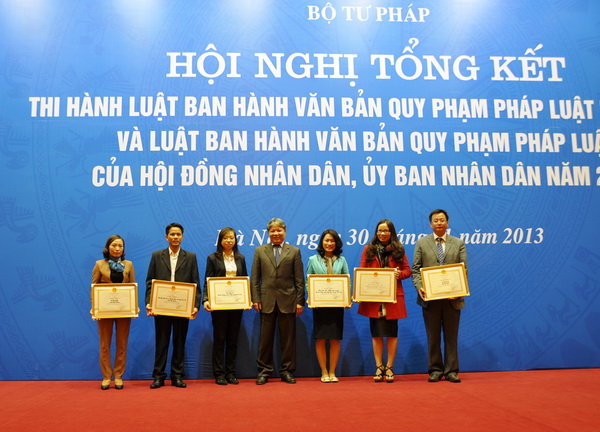 BỘ TƯ PHÁP
HỘI NGHỊ TỔNG KẾT
THI HÀNH LUẬT BAN HÀNH VĂN BẢN QUY PHẠM PHÁP LUẬT
VÀ LUẬT BAN HÀNH VĂN BẢN QUY PHẠM PHÁP
CỦA HỘI ĐỒNG NHÂN DÂN, ỦY BAN NHÂN DÂN NĂM
Hà Nội, ngày 30 năm 2013